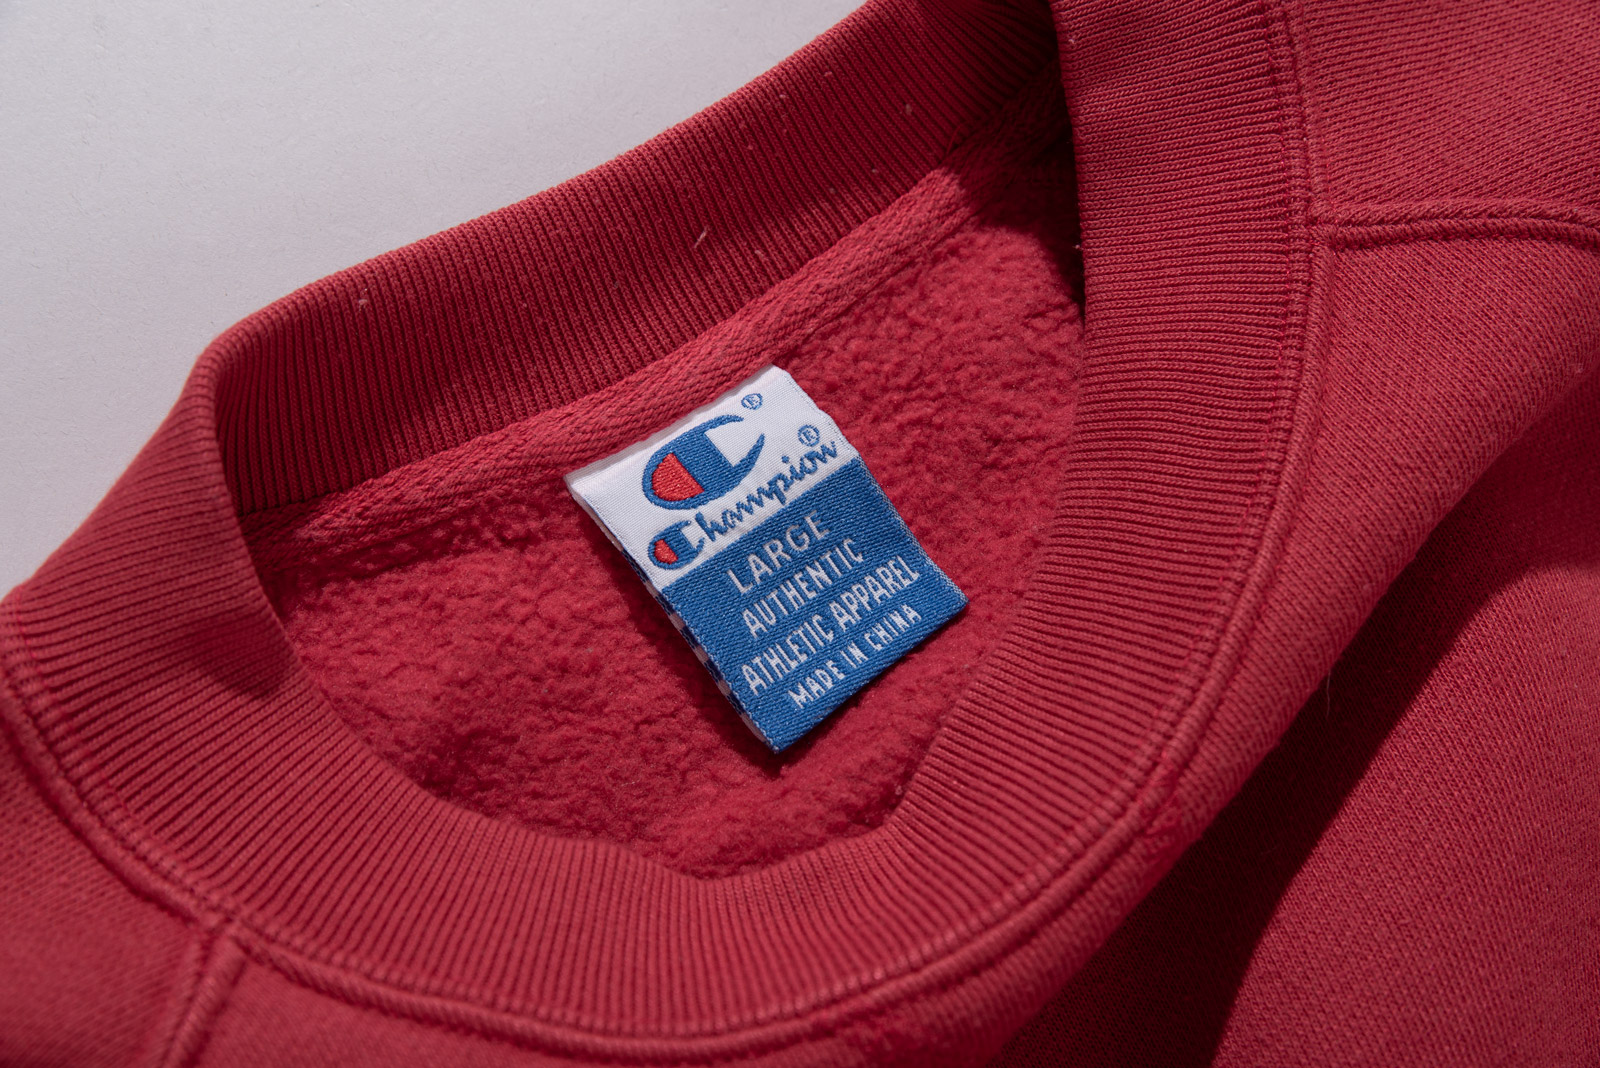 ®
Champion®
LARGE
AUTHENTIC
ATHLETIC APPAREL
MADE IN CHINA